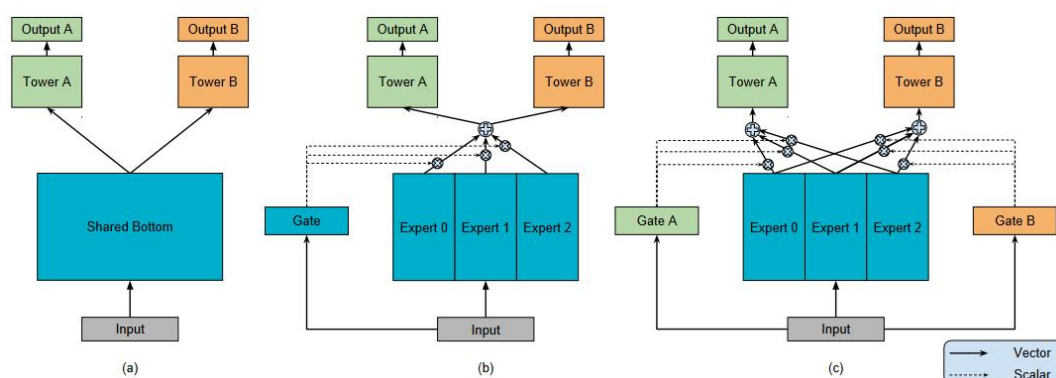 Output A
Output B
Tower A
Tower B
Shared Bottom
Input
(a)
Output A
Output B
Tower A
Tower B
Gate
Expert 0
Expert 1
Expert 2
Input
(b)
Output A
Output B
Tower A
Tower B
Gate A
Expert 0
Expert 1
Expert 2
Gate B
Input
(c)
Vector
Scalar